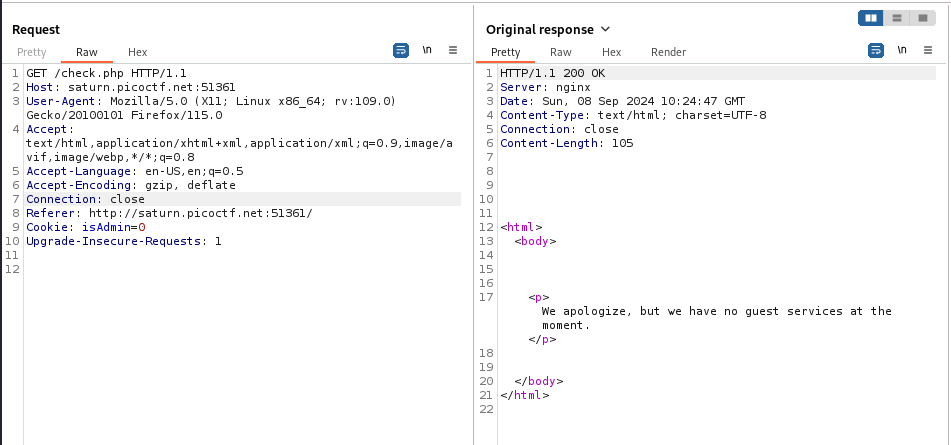 Request
Original response
Pretty Raw Hex
\n
Pretty Raw Hex Render
\n
1 GET /check.php HTTP/1.1
2 Host: saturn.picoctf.net:51361
3 User-Agent: Mozilla/5.0 (X11; Linux x86_64; rv:109.0)
Gecko/20100101 Firefox/115.0
4 Accept:
text/html,application/xhtml+xml,application/xml;q=0.9,image/a
vif,image/webp,*/*;q=0.8
5 Accept-Language: en-US,en;q=0.5
6 Accept-Encoding: gzip, deflate
7 Connection: close
8 Referer: http://saturn.picoctf.net:51361/
9 Cookie: isAdmin=0
10 Upgrade-Insecure-Requests: 1
11
12
1 HTTP/1.1 200 OK
2 Server: nginx
3 Date: Sun, 08 Sep 2024 10:24:47 GMT
4 Content-Type: text/html; charset=UTF-8
5 Connection: close
6 Content-Length: 105
7
8
9
10
11
12 <html>
13 <body>
14
15
16
17 <p>
We apologize, but we have no guest services at the
moment.
</p>
18
19
20 </body>
21 </html>
22